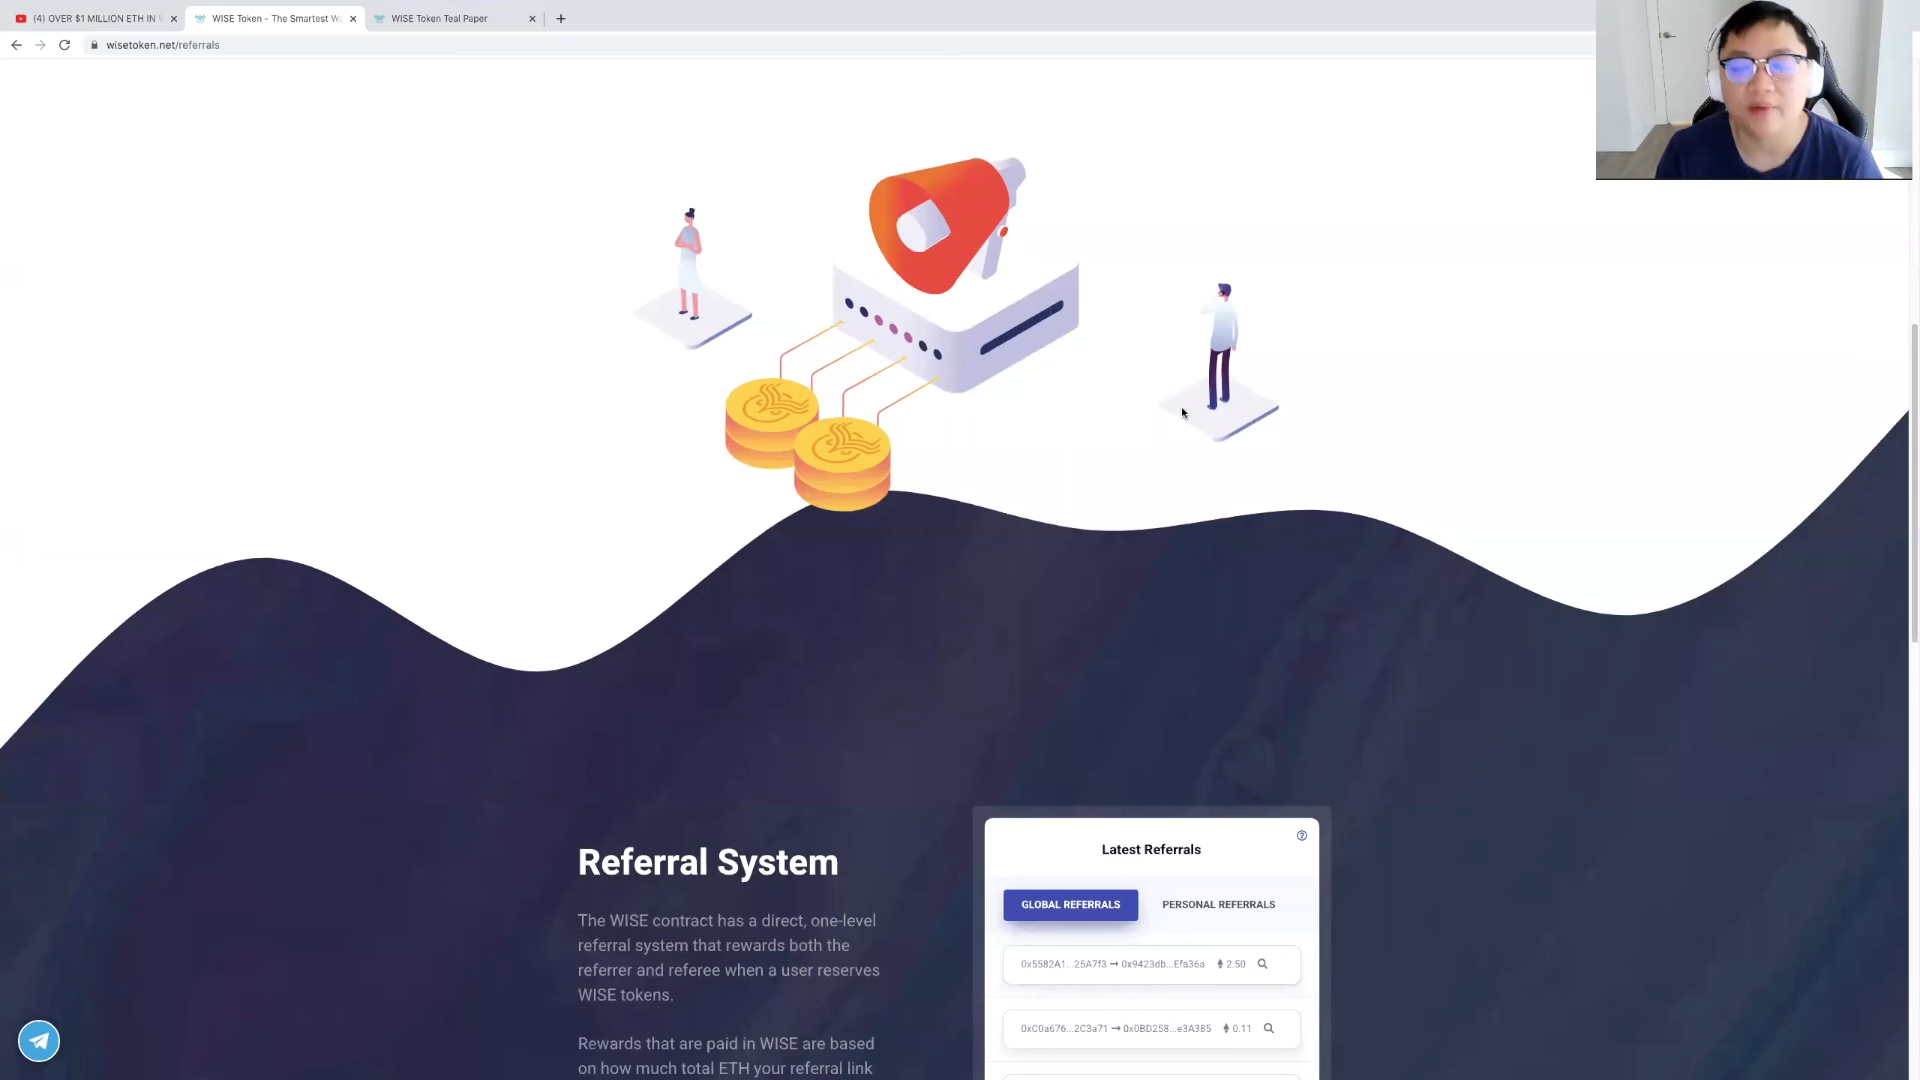 (4) OVER $1 MILLION ETH IN
WISE Token - The Smartest
WISE Token Teal Paper
wisetoken.net/referrals
Referral System
The WISE contract has a direct, one-level
referral system that rewards both the
referrer and referee when a user reserves
WISE tokens.
Rewards that are paid in WISE are based
on how much total ETH your referral link
Latest Referrals
GLOBAL REFERRALS
PERSONAL REFERRALS
0x5582A1...25A7f3 → 0x9423db...Efa36a 2.50
0xC0a676...2C3a71 → 0x0BD258...e3A385 0.11